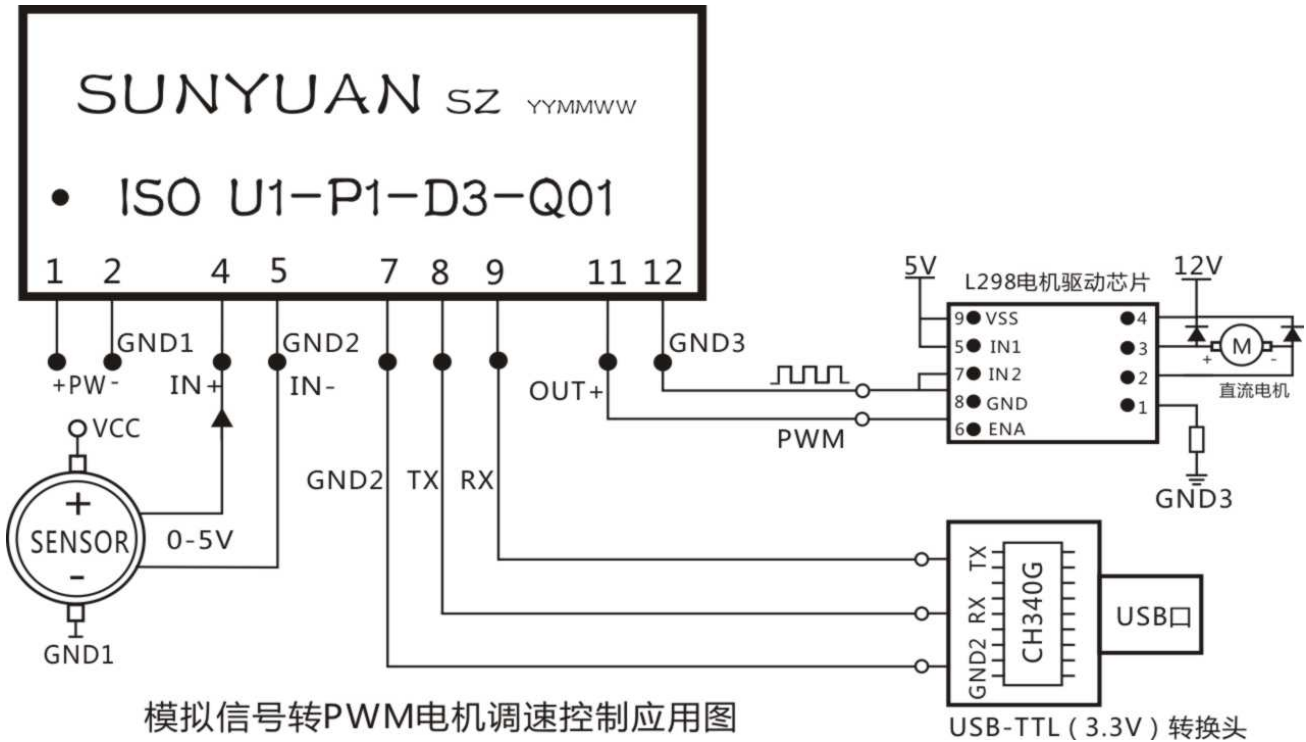 SUNYUAN SZ YYMMWW
ISO U1-P1-D3-Q01
1 2 4 5 7 8 9 11 12
GND1
GND2
GND3
+PW-
IN+
IN-
OUT+
VCC
+
SENSOR
-
0-5V
GND1
GND2
TX
RX
PWM
5V
L298电机驱动芯片
12V
9 VSS
5 IN1
7 IN2
8 GND
6 ENA
4
3
2
1
+ M -
直流电机
GND3
TX
RX
GND2
CH340G
USB口
模拟信号转PWM电机调速控制应用图
USB-TTL（3.3V）转换头